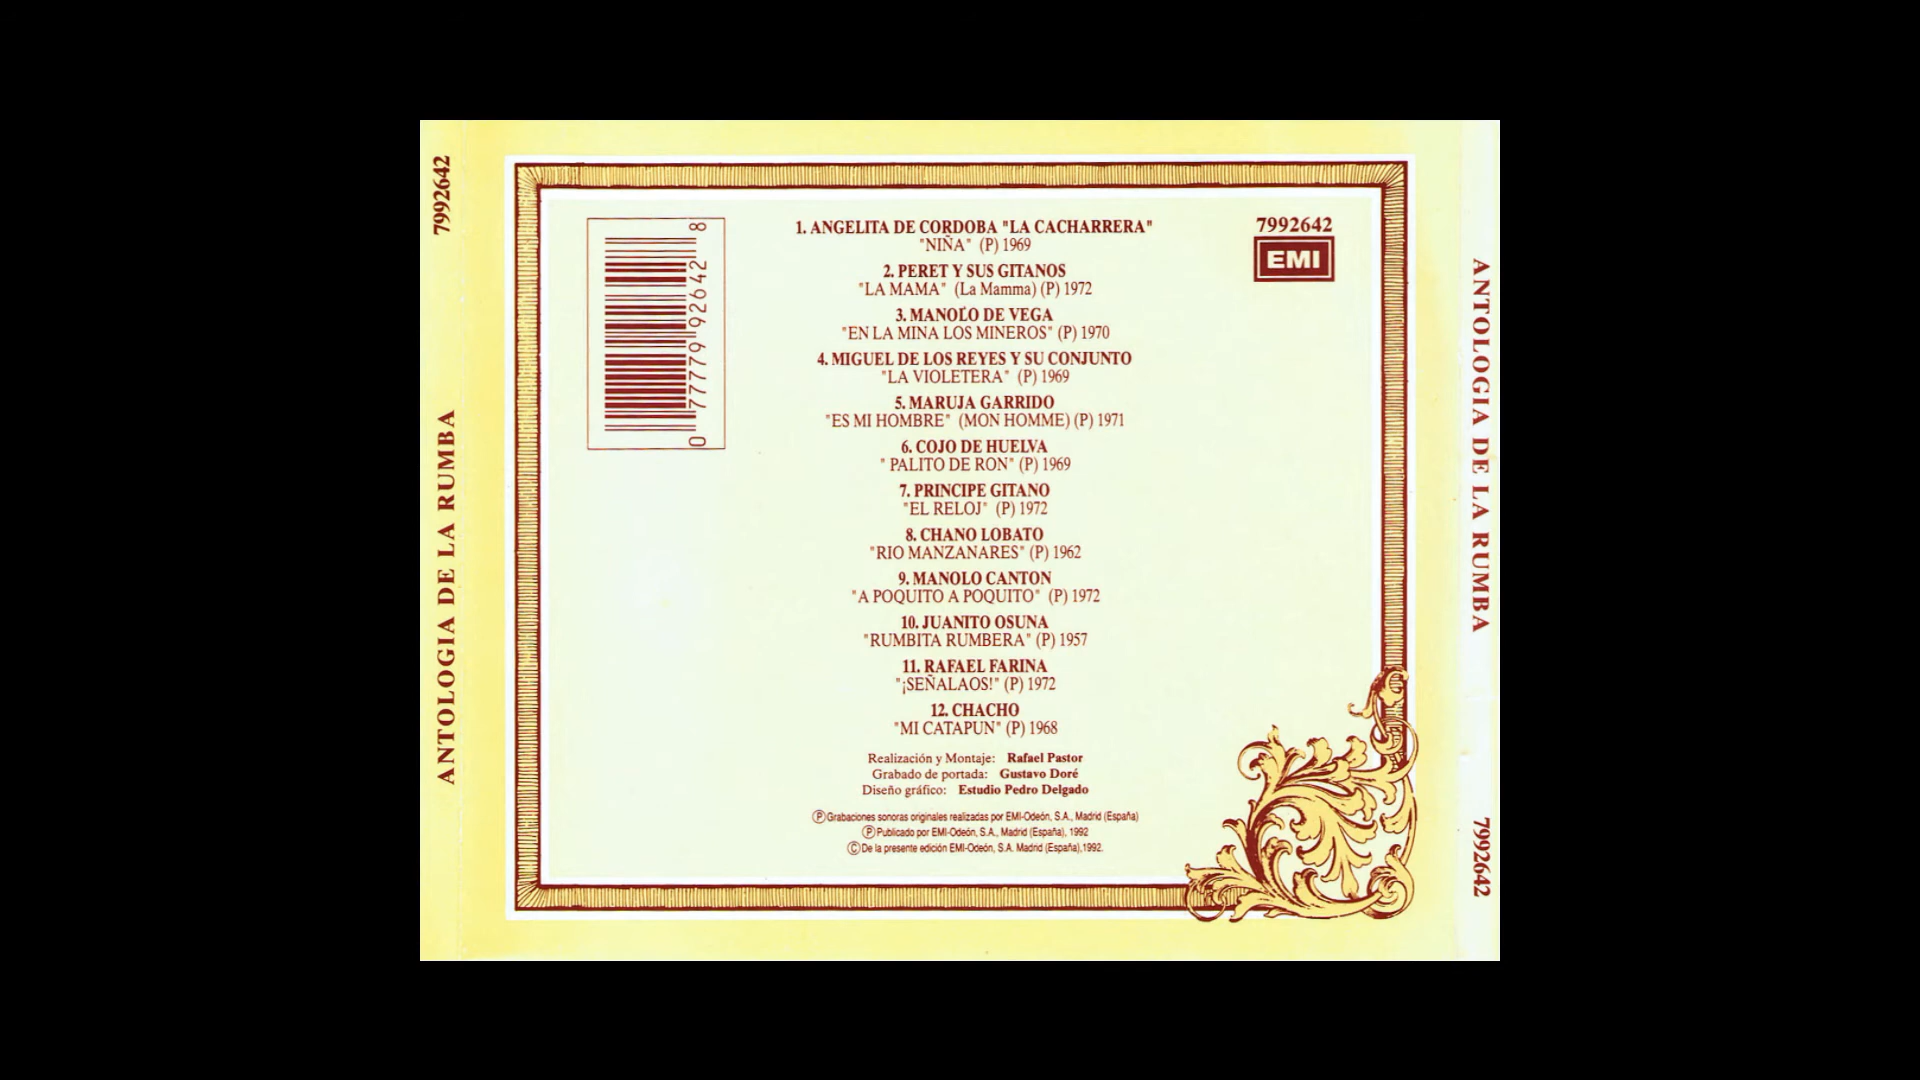 7992642
ANTOLOGIA DE LA RUMBA
0 77779 92642 8
1. ANGELITA DE CORDOBA "LA CACHARRERA"
"NIÑA" (P) 1969
2. PERET Y SUS GITANOS
"LA MAMA" (La Mamma) (P) 1972
3. MANOLO DE VEGA
"EN LA MINA LOS MINEROS" (P) 1970
4. MIGUEL DE LOS REYES Y SU CONJUNTO
"LA VIOLETERA" (P) 1969
5. MARUJA GARRIDO
"ES MI HOMBRE" (MON HOMME) (P) 1971
6. COJO DE HUELVA
" PALITO DE RON" (P) 1969
7. PRINCIPE GITANO
"EL RELOJ" (P) 1972
8. CHANO LOBATO
"RIO MANZANARES" (P) 1962
9. MANOLO CANTON
"A POQUITO A POQUITO" (P) 1972
10. JUANITO OSUNA
"RUMBITA RUMBERA" (P) 1957
11. RAFAEL FARINA
"¡SEÑALAOS!" (P) 1972
12. CHACHO
"MI CATAPUN" (P) 1968
Realización y Montaje: Rafael Pastor
Grabado de portada: Gustavo Doré
Diseño gráfico: Estudio Pedro Delgado
Ⓟ Grabaciones sonoras originales realizadas por EMI-Odeón, S.A., Madrid (España)
Ⓟ Publicado por EMI-Odeón, S.A., Madrid (España), 1992
Ⓒ De la presente edición EMI-Odeón, S.A. Madrid (España),1992.
7992642
EMI
ANTOLOGIA DE LA RUMBA
7992642